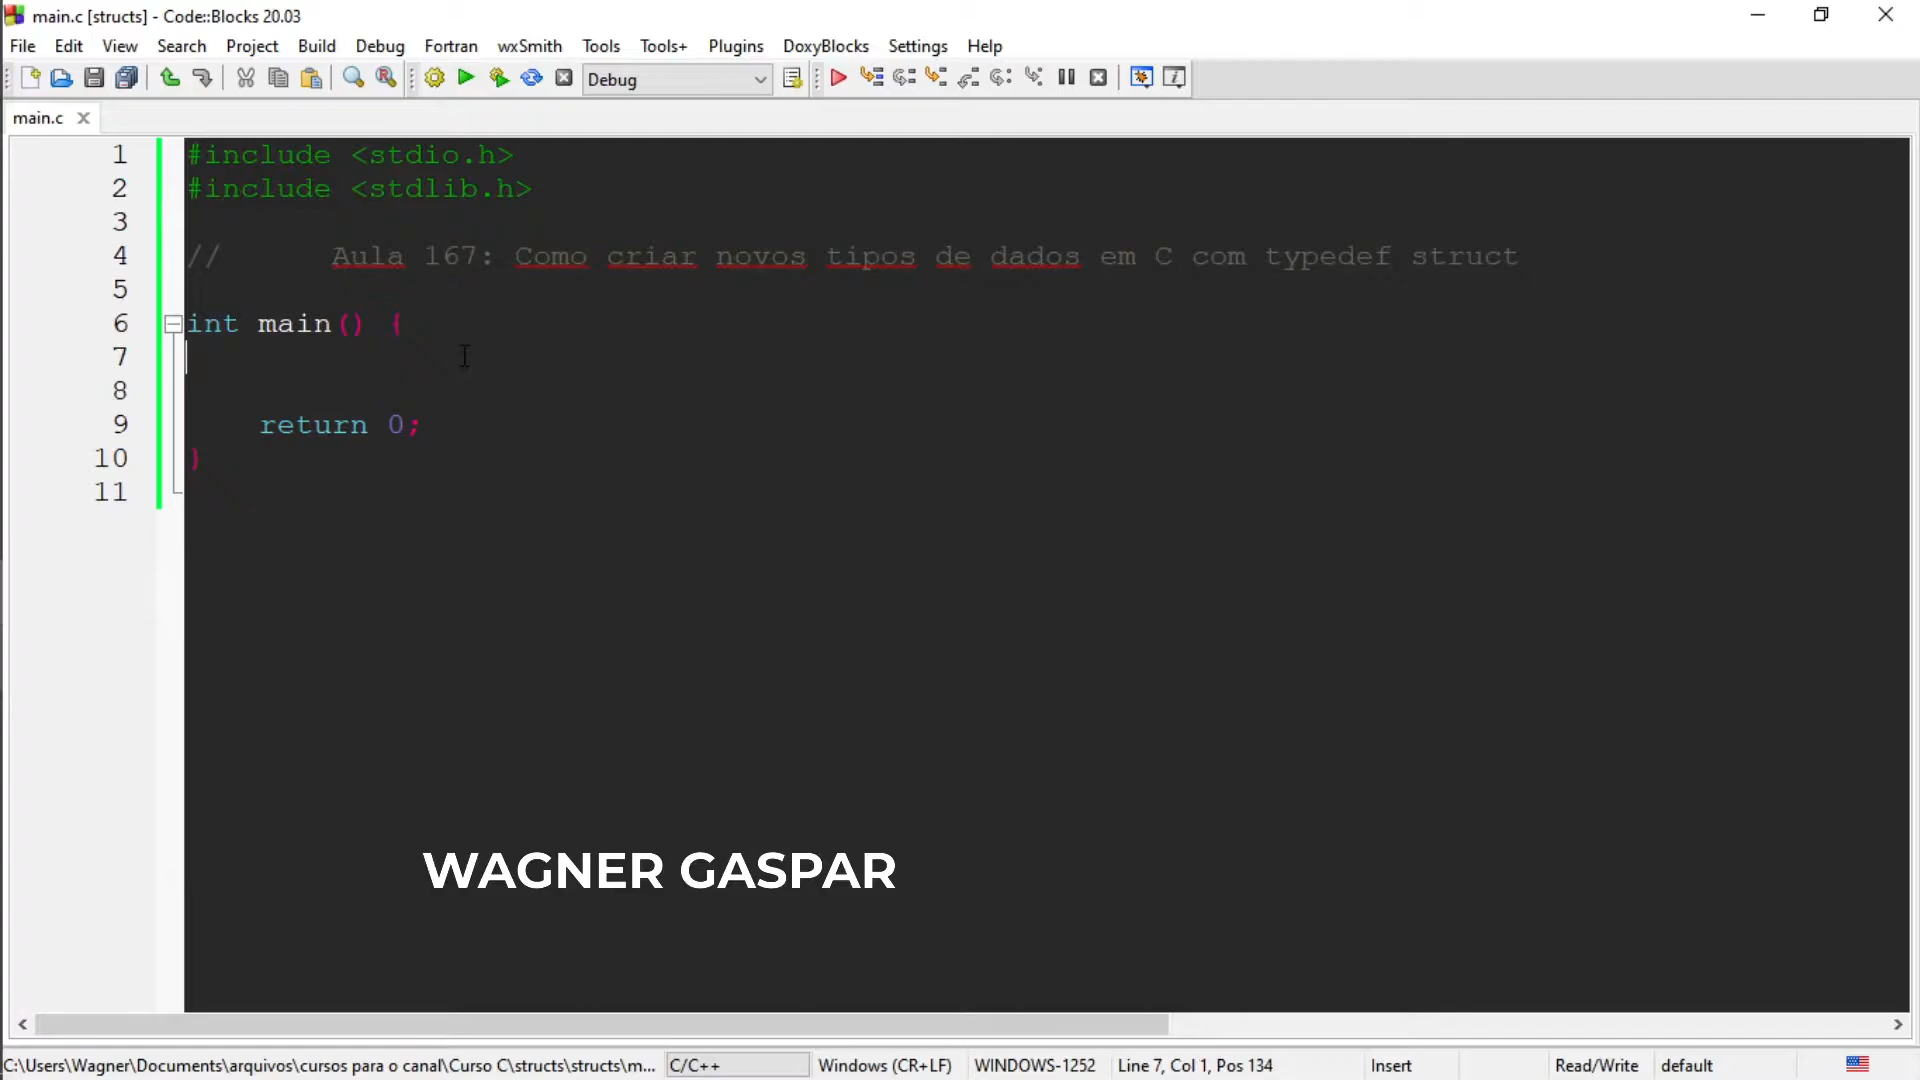 main.c [structs] - Code::Blocks 20.03
File Edit View Search Project Build Debug Fortran wxSmith Tools Tools+ Plugins DoxyBlocks Settings Help
Debug
main.c
1 #include <stdio.h>
2 #include <stdlib.h>
3
4 // Aula 167: Como criar novos tipos de dados em C com typedef struct
5
6 int main() {
7
8
9 return 0;
10 }
11
WAGNER GASPAR
C:\Users\Wagner\Documents\arquivos\cursos para o canal\Curso C\structs\structs\m... C/C++ Windows (CR+LF) WINDOWS-1252 Line 7, Col 1, Pos 134 Insert Read/Write default